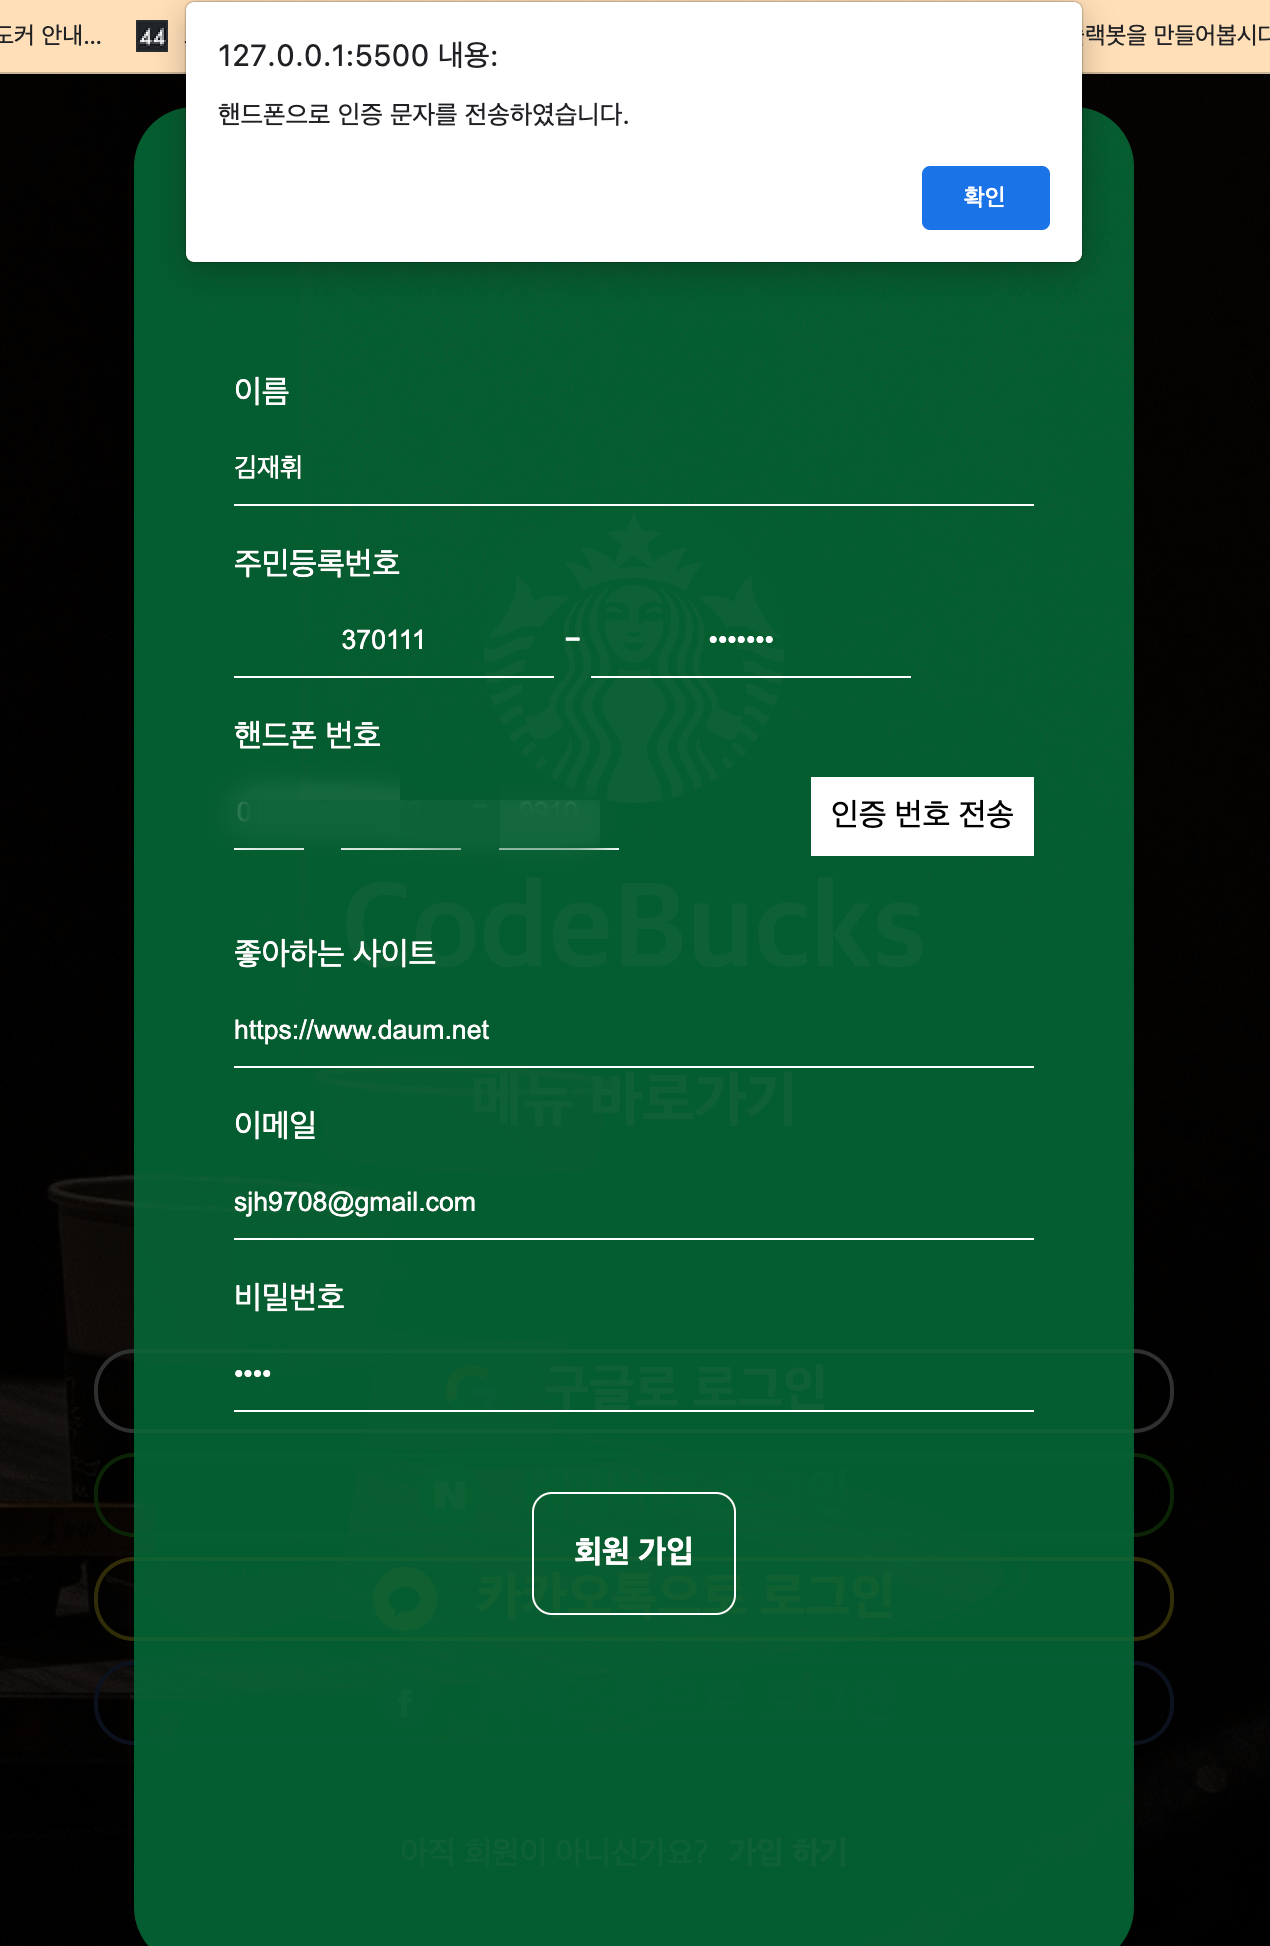 도커 안내...
44
랙봇을 만들어봅시다
127.0.0.1:5500 내용:
핸드폰으로 인증 문자를 전송하였습니다.
확인
이름
김재휘
주민등록번호
370111 - •••••••
핸드폰 번호
인증 번호 전송
CodeBucks
좋아하는 사이트
https://www.daum.net
메뉴 바로가기
이메일
sjh9708@gmail.com
비밀번호
••••
구글로 로그인
N
회원 가입
카카오톡으로 로그인
f
로그인
아직 회원이 아니신가요? 가입 하기